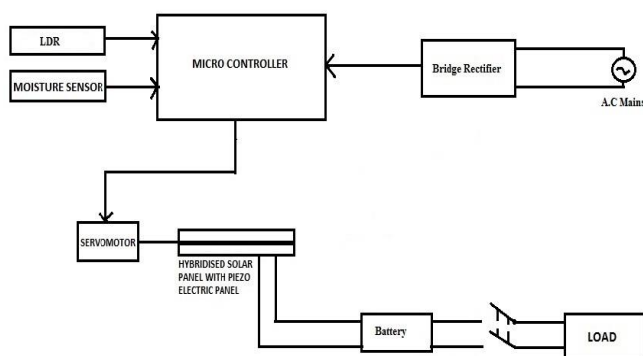 LDR
MOISTURE SENSOR
MICRO CONTROLLER
Bridge Rectifier
A.C Mains
SERVOMOTOR
HYBRIDISED SOLAR
PANEL WITH PIEZO
ELECTRIC PANEL
Battery
LOAD